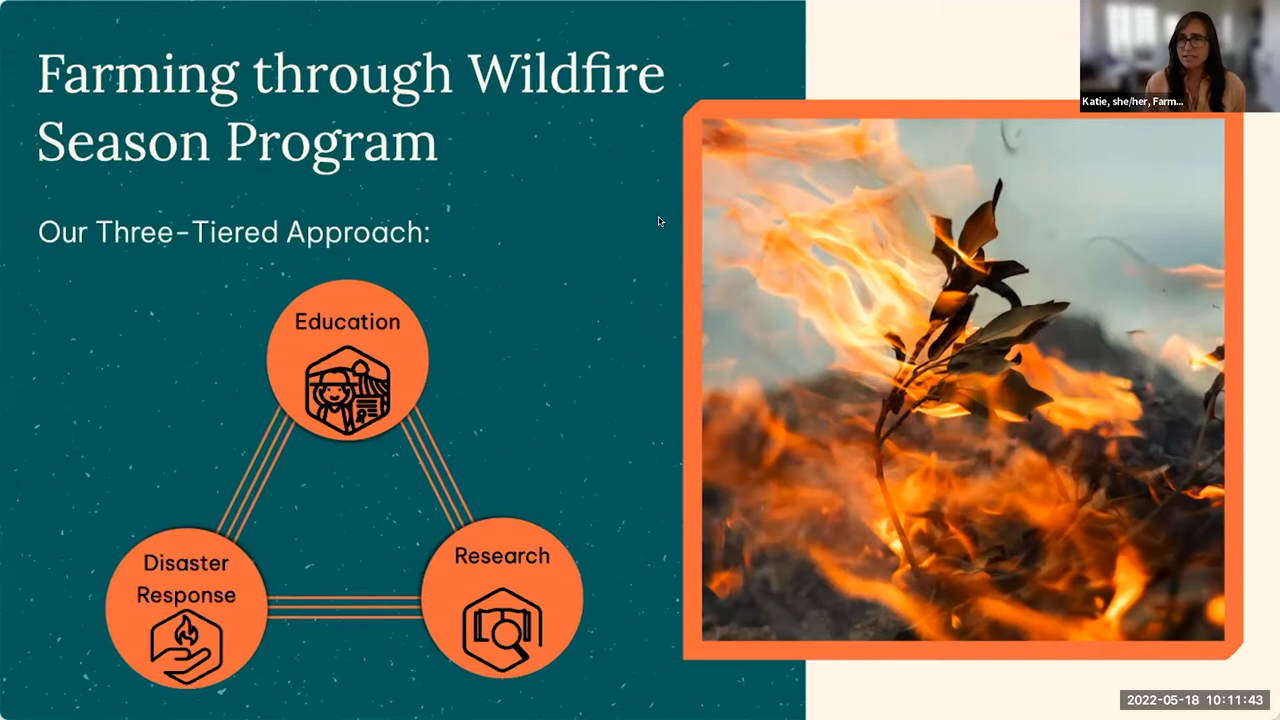 Farming through Wildfire
Season Program
Our Three-Tiered Approach:
Education
Disaster
Response
Research
Katie, she/her, Farm...
2022-05-18 10:11:43